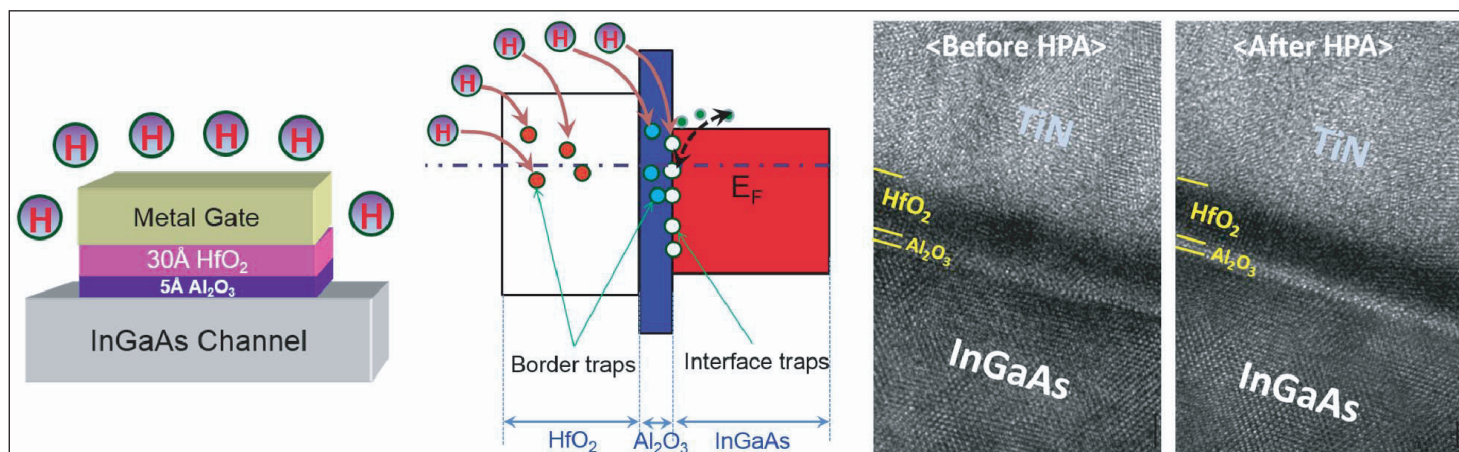 H
H
H
H
H
H
Metal Gate
30Å HfO₂
5Å Al₂O₃
InGaAs Channel
H
H
H
H
H
E_F
Border traps
Interface traps
HfO₂
Al₂O₃
InGaAs
<Before HPA>
TiN
HfO₂
Al₂O₃
InGaAs
<After HPA>
TiN
HfO₂
Al₂O₃
InGaAs